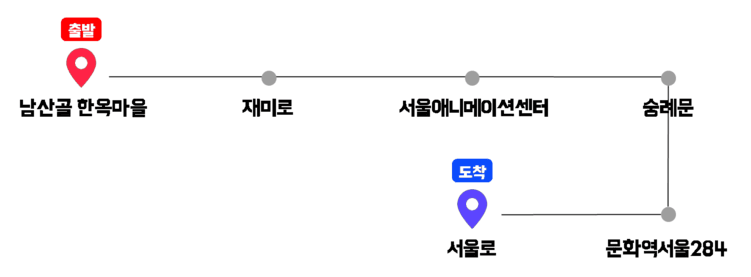 출발
남산골 한옥마을
재미로
서울애니메이션센터
숭례문
도착
서울로
문화역서울284